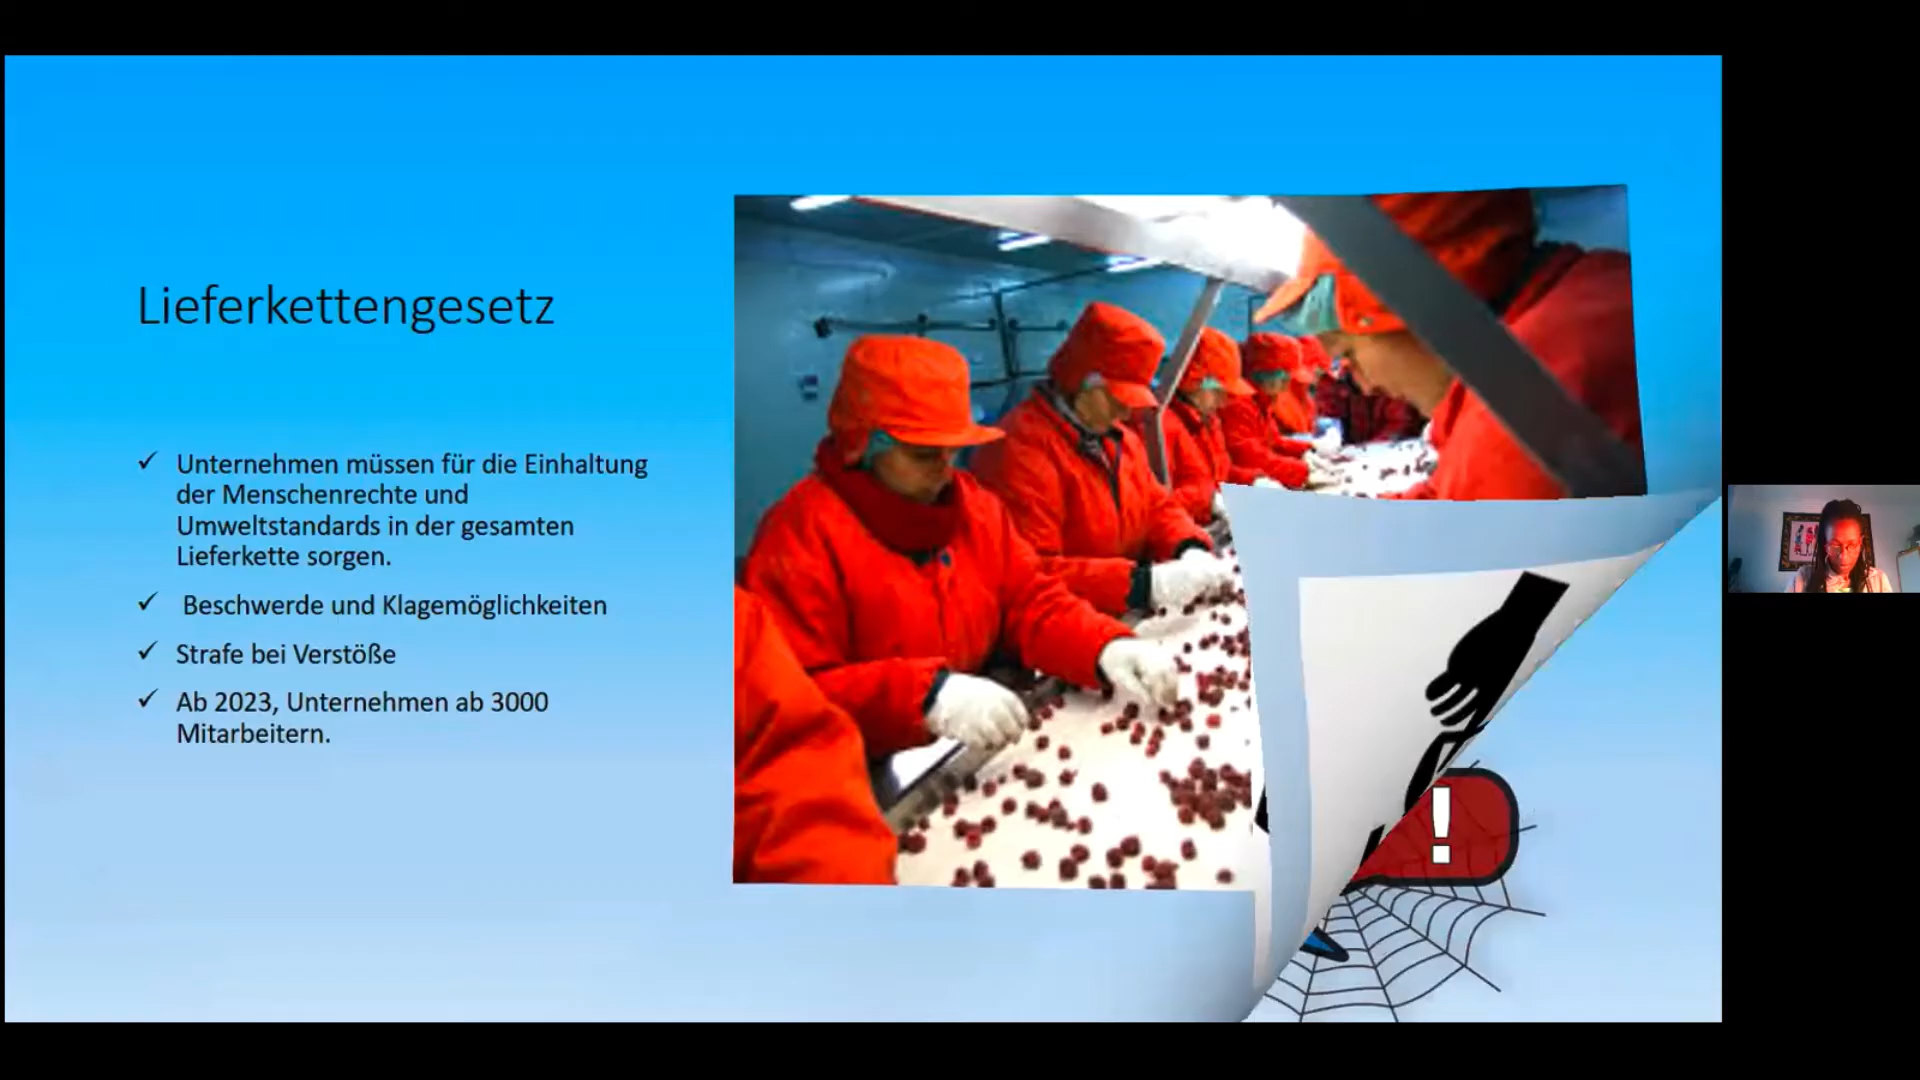 Lieferkettengesetz
Unternehmen müssen für die Einhaltung
der Menschenrechte und
Umweltstandards in der gesamten
Lieferkette sorgen.
Beschwerde und Klagemöglichkeiten
Strafe bei Verstöße
Ab 2023, Unternehmen ab 3000
Mitarbeitern.
!